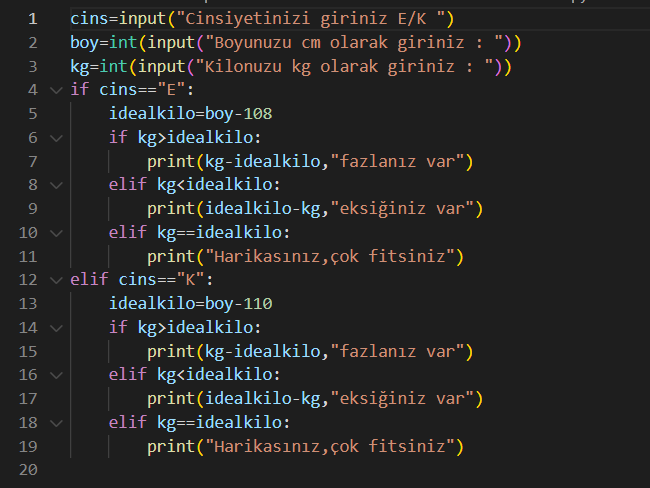 1 cins=input("Cinsiyetinizi giriniz E/K ")
2 boy=int(input("Boyunuzu cm olarak giriniz : "))
3 kg=int(input("Kilonuzu kg olarak giriniz : "))
4 if cins=="E":
5     idealkilo=boy-108
6     if kg>idealkilo:
7         print(kg-idealkilo,"fazlanız var")
8     elif kg<idealkilo:
9         print(idealkilo-kg,"eksiğiniz var")
10     elif kg==idealkilo:
11         print("Harikasınız,çok fitsiniz")
12 elif cins=="K":
13     idealkilo=boy-110
14     if kg>idealkilo:
15         print(kg-idealkilo,"fazlanız var")
16     elif kg<idealkilo:
17         print(idealkilo-kg,"eksiğiniz var")
18     elif kg==idealkilo:
19         print("Harikasınız,çok fitsiniz")
20